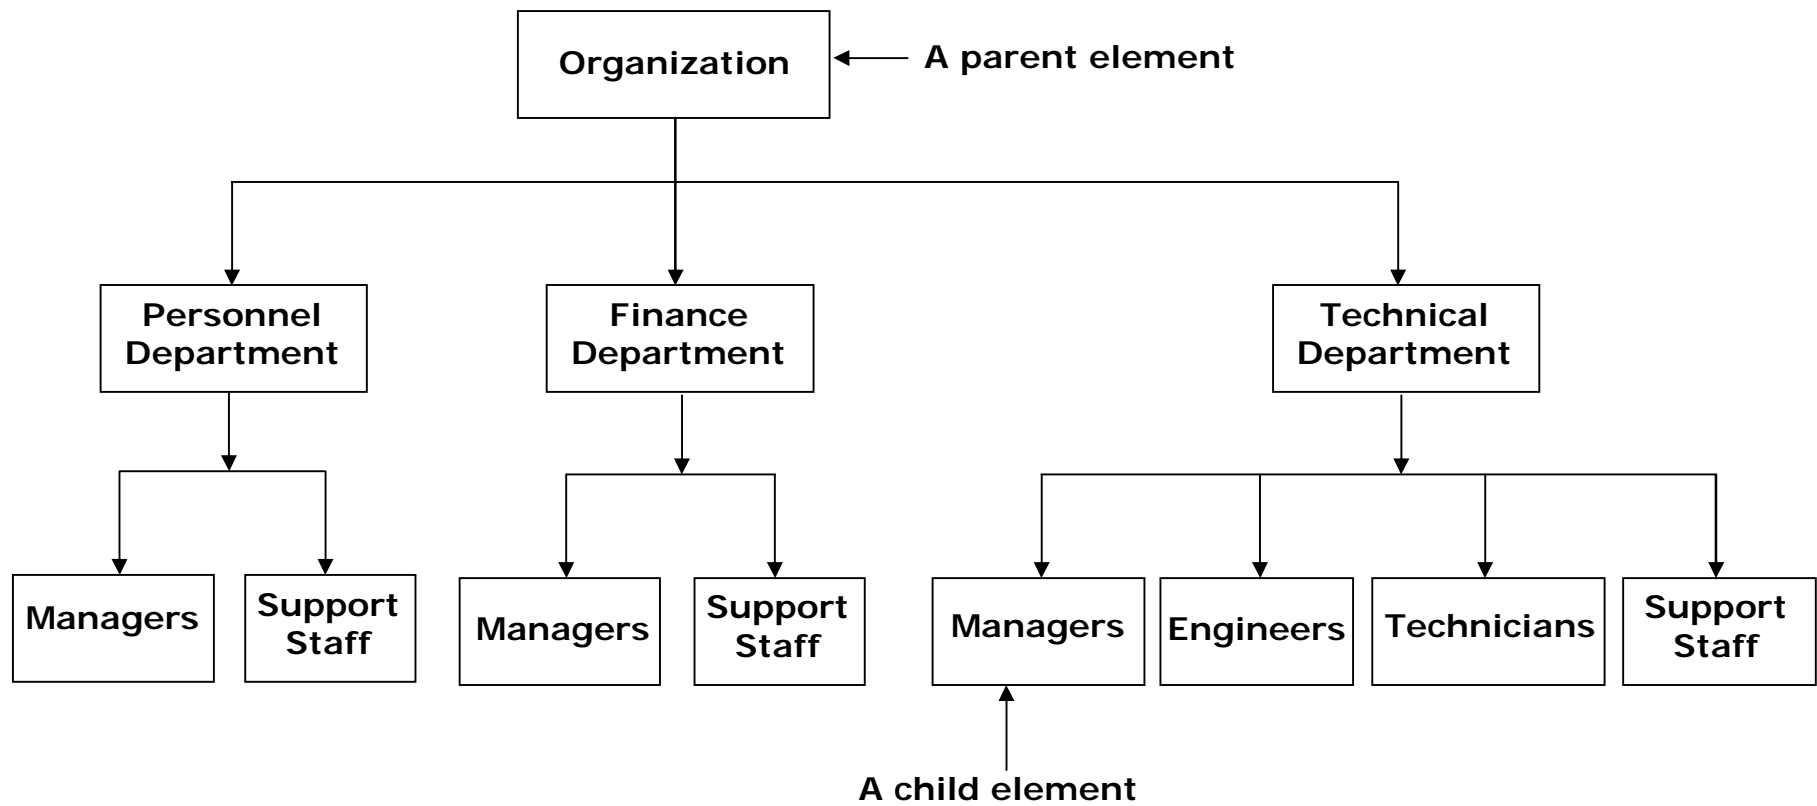 Organization
A parent element
Personnel
Department
Finance
Department
Technical
Department
Managers
Support
Staff
Managers
Support
Staff
Managers
Engineers
Technicians
Support
Staff
A child element